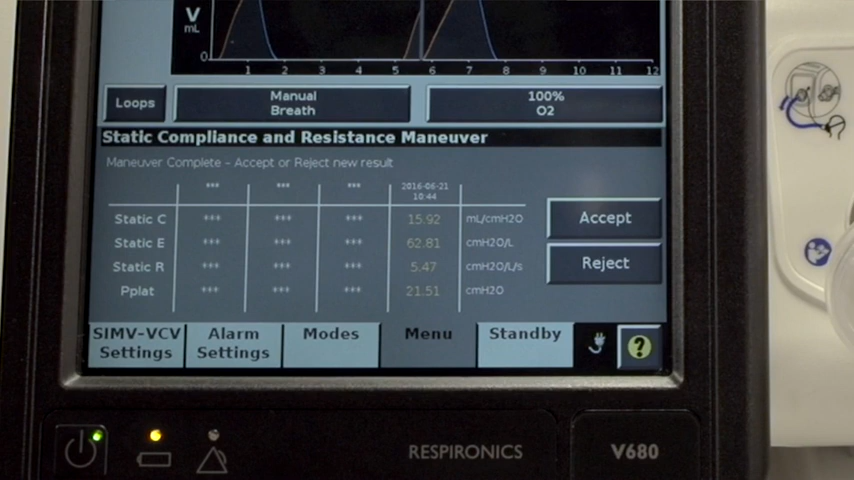 V
mL
0
1 2 3 4 5 6 7 8 9 10 11 12
Loops
Manual
Breath
100%
O2
Static Compliance and Resistance Maneuver
Maneuver Complete - Accept or Reject new result
*** *** *** 2016-06-21
10:44
Static C *** *** *** 15.92 mL/cmH2O
Static E *** *** *** 62.81 cmH2O/L
Static R *** *** *** 5.47 cmH2O/L/s
Pplat *** *** *** 21.51 cmH2O
Accept
Reject
SIMV-VCV
Settings
Alarm
Settings
Modes
Menu
Standby
?
RESPIRONICS
V680